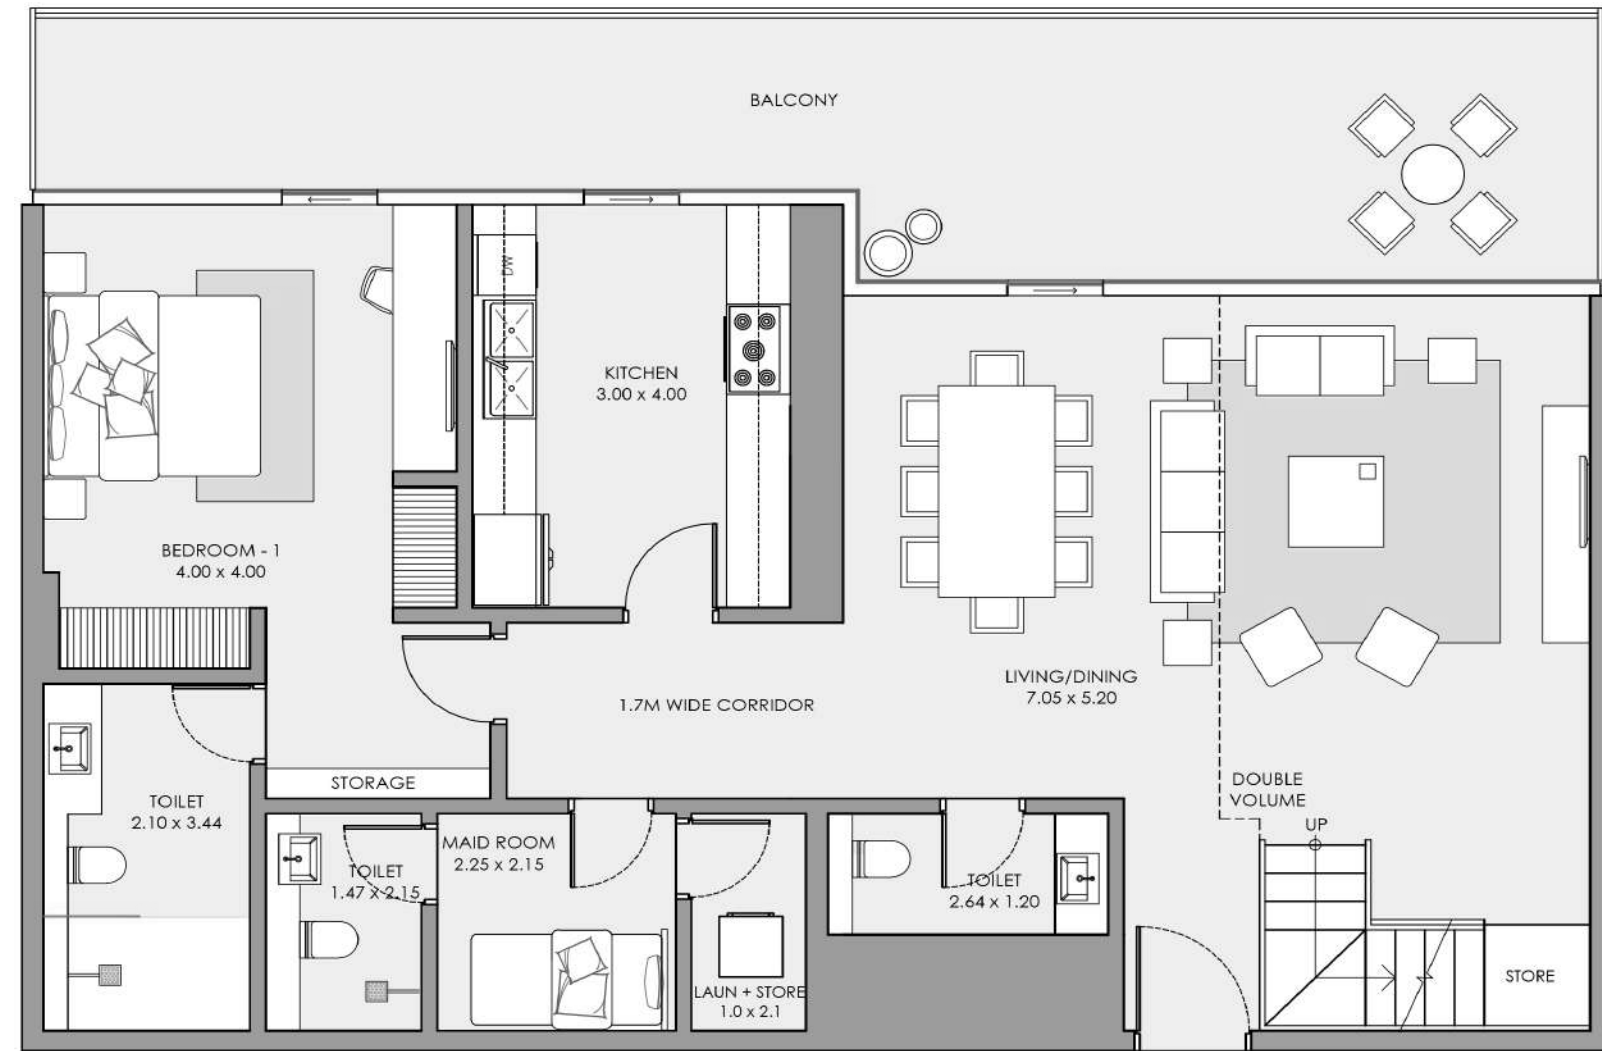 BALCONY
DW
KITCHEN
3.00 x 4.00
BEDROOM - 1
4.00 x 4.00
LIVING/DINING
7.05 x 5.20
1.7M WIDE CORRIDOR
STORAGE
DOUBLE
VOLUME
UP
TOILET
2.10 x 3.44
MAID ROOM
2.25 x 2.15
TOILET
1.47 x 2.15
TOILET
2.64 x 1.20
LAUN + STORE
1.0 x 2.1
STORE